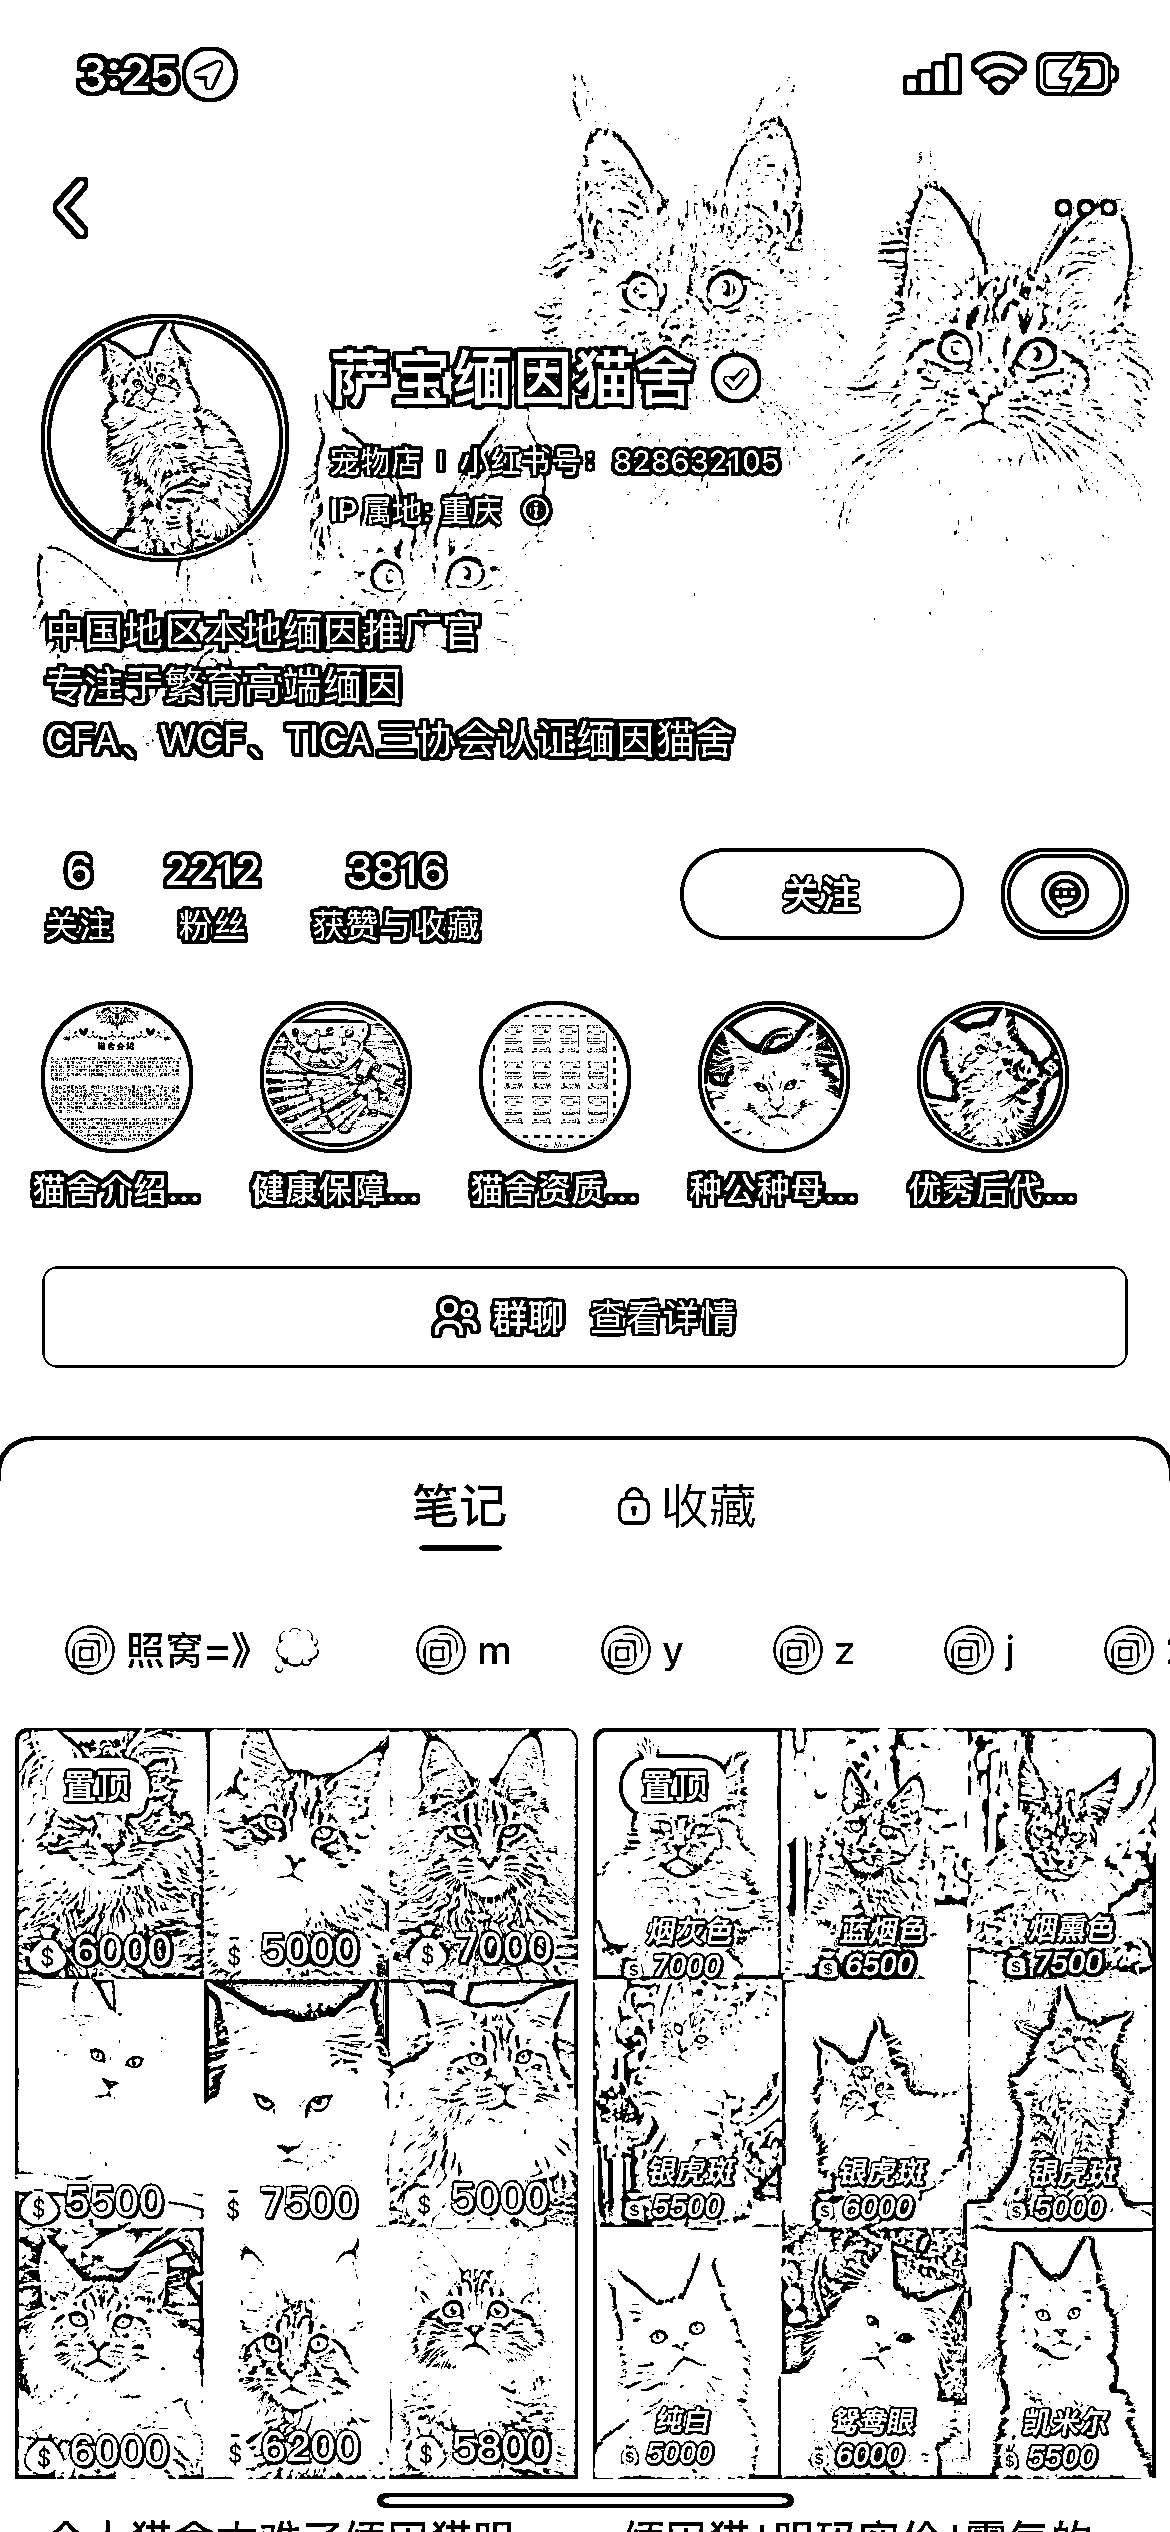 3:25
萨宝缅因猫舍
宠物店 | 小红书号：828632105
IP 属地：重庆
中国地区本地缅因推广官
专注于繁育高端缅因
CFA、WCF、TICA三协会认证缅因猫舍
6 2212 3816
关注 粉丝 获赞与收藏
关注
猫舍介绍... 健康保障... 猫舍资质... 种公种母... 优秀后代...
群聊 查看详情
笔记 收藏
照窝=》 m y z j
置顶
$ 6000 $ 5000 $ 7000
$ 5500 $ 7500 $ 5000
$ 6000 $ 6200 $ 5800
置顶
烟灰色 蓝烟色 烟熏色
$ 7000 $ 6500 $ 7500
银虎斑 银虎斑 银虎斑
$ 5500 $ 6000 $ 5000
纯白 鸳鸯眼 凯米尔
$ 5000 $ 6000 $ 5500